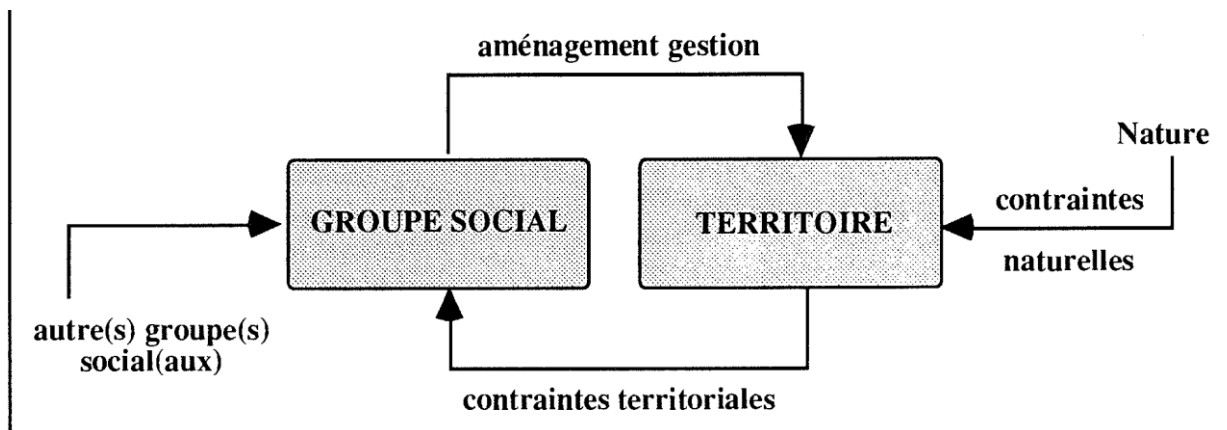 aménagement gestion
Nature
contraintes
GROUPE SOCIAL
TERRITOIRE
naturelles
autre(s) groupe(s)
social(aux)
contraintes territoriales